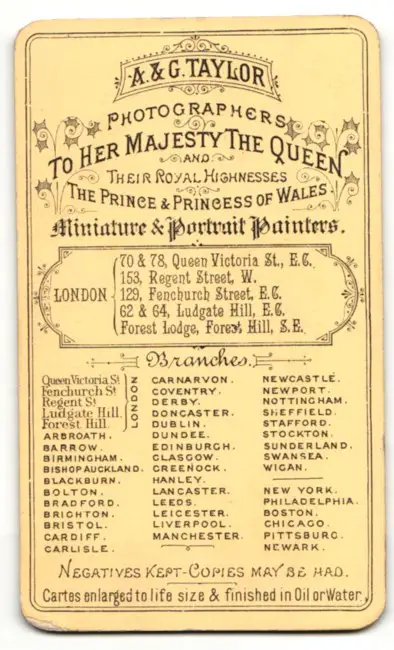 A. & G. TAYLOR
PHOTOGRAPHERS
TO HER MAJESTY THE QUEEN
AND
THEIR ROYAL HIGHNESSES
THE PRINCE & PRINCESS OF WALES.
Miniature & Portrait Painters.
LONDON
70 & 78, Queen Victoria St., E.C.
153, Regent Street, W.
129, Fenchurch Street, E.C.
62 & 64, Ludgate Hill, E.C.
Forest Lodge, Forest Hill, S.E.
Branches.
Queen Victoria St
Fenchurch St
Regent St
Ludgate Hill.
Forest Hill.
LONDON
ARBROATH.
BARROW.
BIRMINGHAM.
BISHOP AUCKLAND.
BLACKBURN.
BOLTON.
BRADFORD.
BRIGHTON.
BRISTOL.
CARDIFF.
CARLISLE.
CARNARVON.
COVENTRY.
DERBY.
DONCASTER.
DUBLIN.
DUNDEE.
EDINBURGH.
GLASGOW.
GREENOCK.
HANLEY.
LANCASTER.
LEEDS.
LEICESTER.
LIVERPOOL.
MANCHESTER.
NEWCASTLE.
NEWPORT.
NOTTINGHAM.
SHEFFIELD.
STAFFORD.
STOCKTON.
SUNDERLAND.
SWANSEA.
WIGAN.
NEW YORK.
PHILADELPHIA.
BOSTON.
CHICAGO.
PITTSBURG.
NEWARK.
NEGATIVES KEPT-COPIES MAY BE HAD.
Cartes enlarged to life size & finished in Oil or Water.